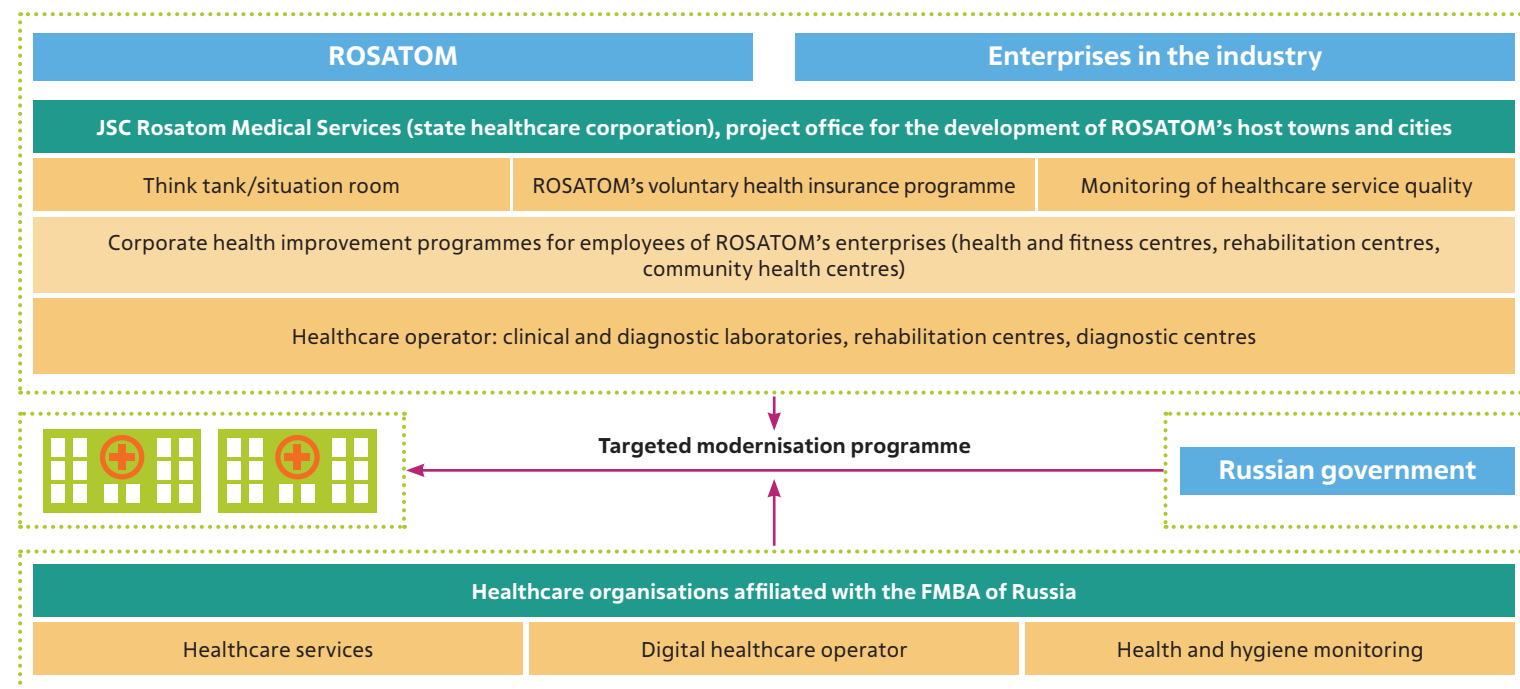 ROSATOM
Enterprises in the industry
JSC Rosatom Medical Services (state healthcare corporation), project office for the development of ROSATOM’s host towns and cities
Think tank/situation room
ROSATOM’s voluntary health insurance programme
Monitoring of healthcare service quality
Corporate health improvement programmes for employees of ROSATOM’s enterprises (health and fitness centres, rehabilitation centres,
community health centres)
Healthcare operator: clinical and diagnostic laboratories, rehabilitation centres, diagnostic centres
Targeted modernisation programme
Russian government
Healthcare organisations affiliated with the FMBA of Russia
Healthcare services
Digital healthcare operator
Health and hygiene monitoring